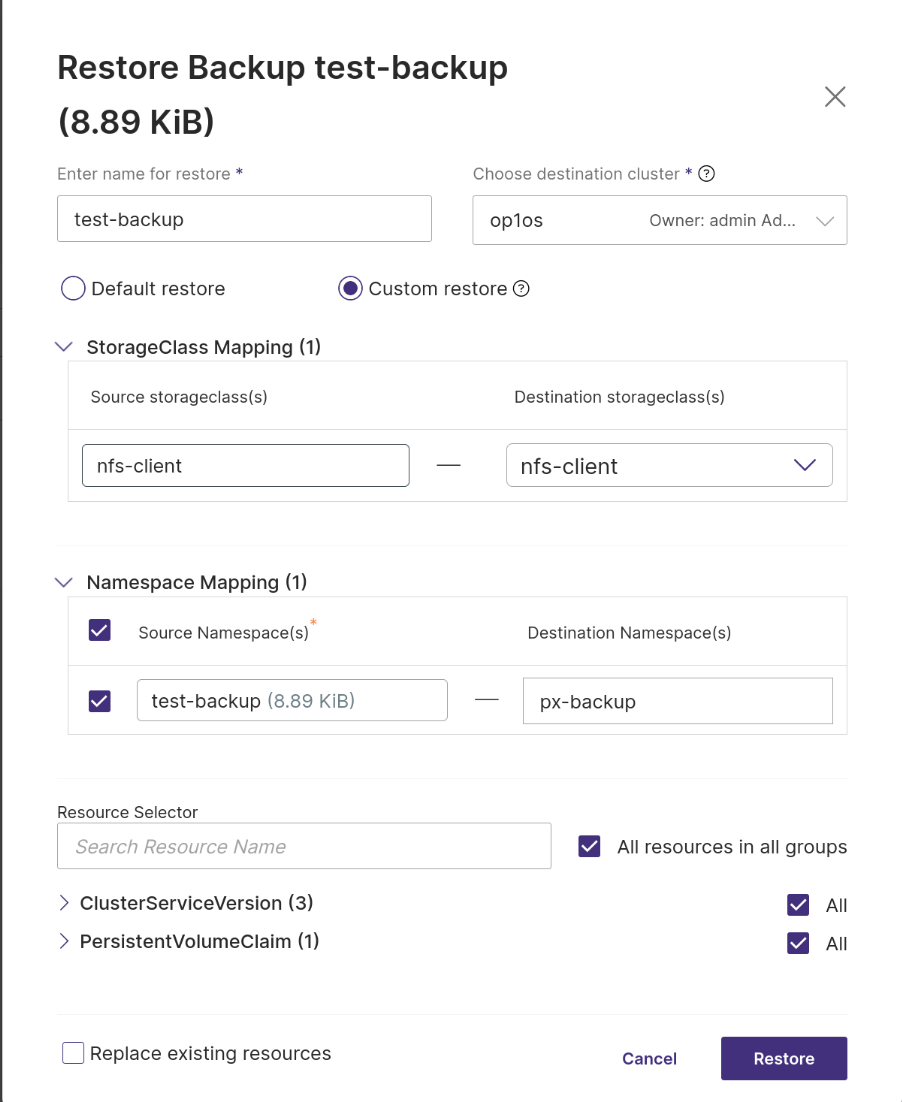 Restore Backup test-backup
(8.89 KiB)
Enter name for restore *
Choose destination cluster * ?
test-backup
op1os Owner: admin Ad...
Default restore
Custom restore ?
StorageClass Mapping (1)
Source storageclass(s)
Destination storageclass(s)
nfs-client — nfs-client
Namespace Mapping (1)
Source Namespace(s)*
Destination Namespace(s)
test-backup (8.89 KiB) — px-backup
Resource Selector
Search Resource Name
All resources in all groups
ClusterServiceVersion (3)
All
PersistentVolumeClaim (1)
All
Replace existing resources
Cancel
Restore